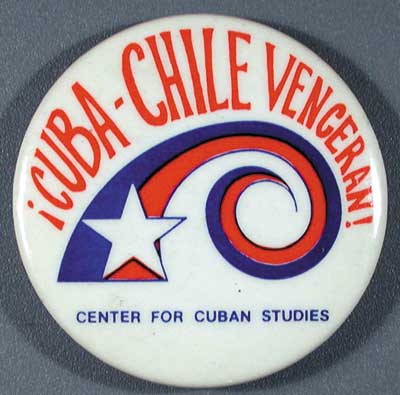 ¡CUBA-CHILE VENCERAN!
CENTER FOR CUBAN STUDIES